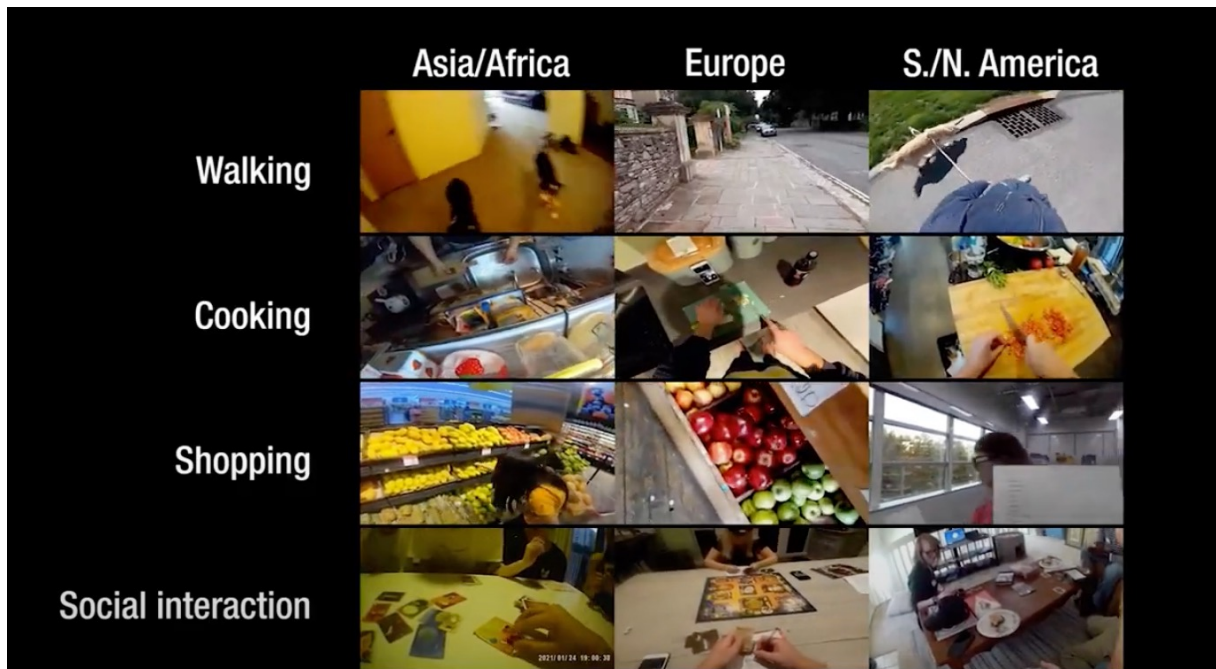 Asia/Africa Europe S./N. America
Walking
Cooking
Shopping
Social interaction
2021/01/24 19:00:38